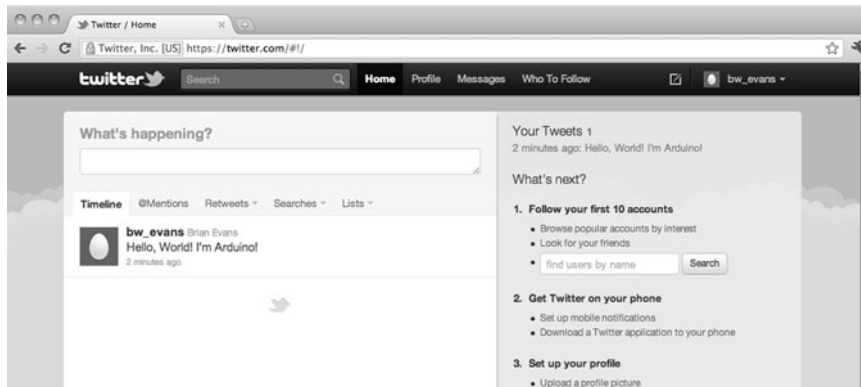 Twitter / Home
Twitter, Inc. [US] https://twitter.com/#!/
twitter Search Home Profile Messages Who To Follow bw_evans
What's happening?
Timeline @Mentions Retweets Searches Lists
bw_evans Brian Evans
Hello, World! I'm Arduino!
2 minutes ago
Your Tweets 1
2 minutes ago: Hello, World! I'm Arduino!
What's next?
1. Follow your first 10 accounts
• Browse popular accounts by interest
• Look for your friends
• find users by name Search
2. Get Twitter on your phone
• Set up mobile notifications
• Download a Twitter application to your phone
3. Set up your profile
• Upload a profile picture